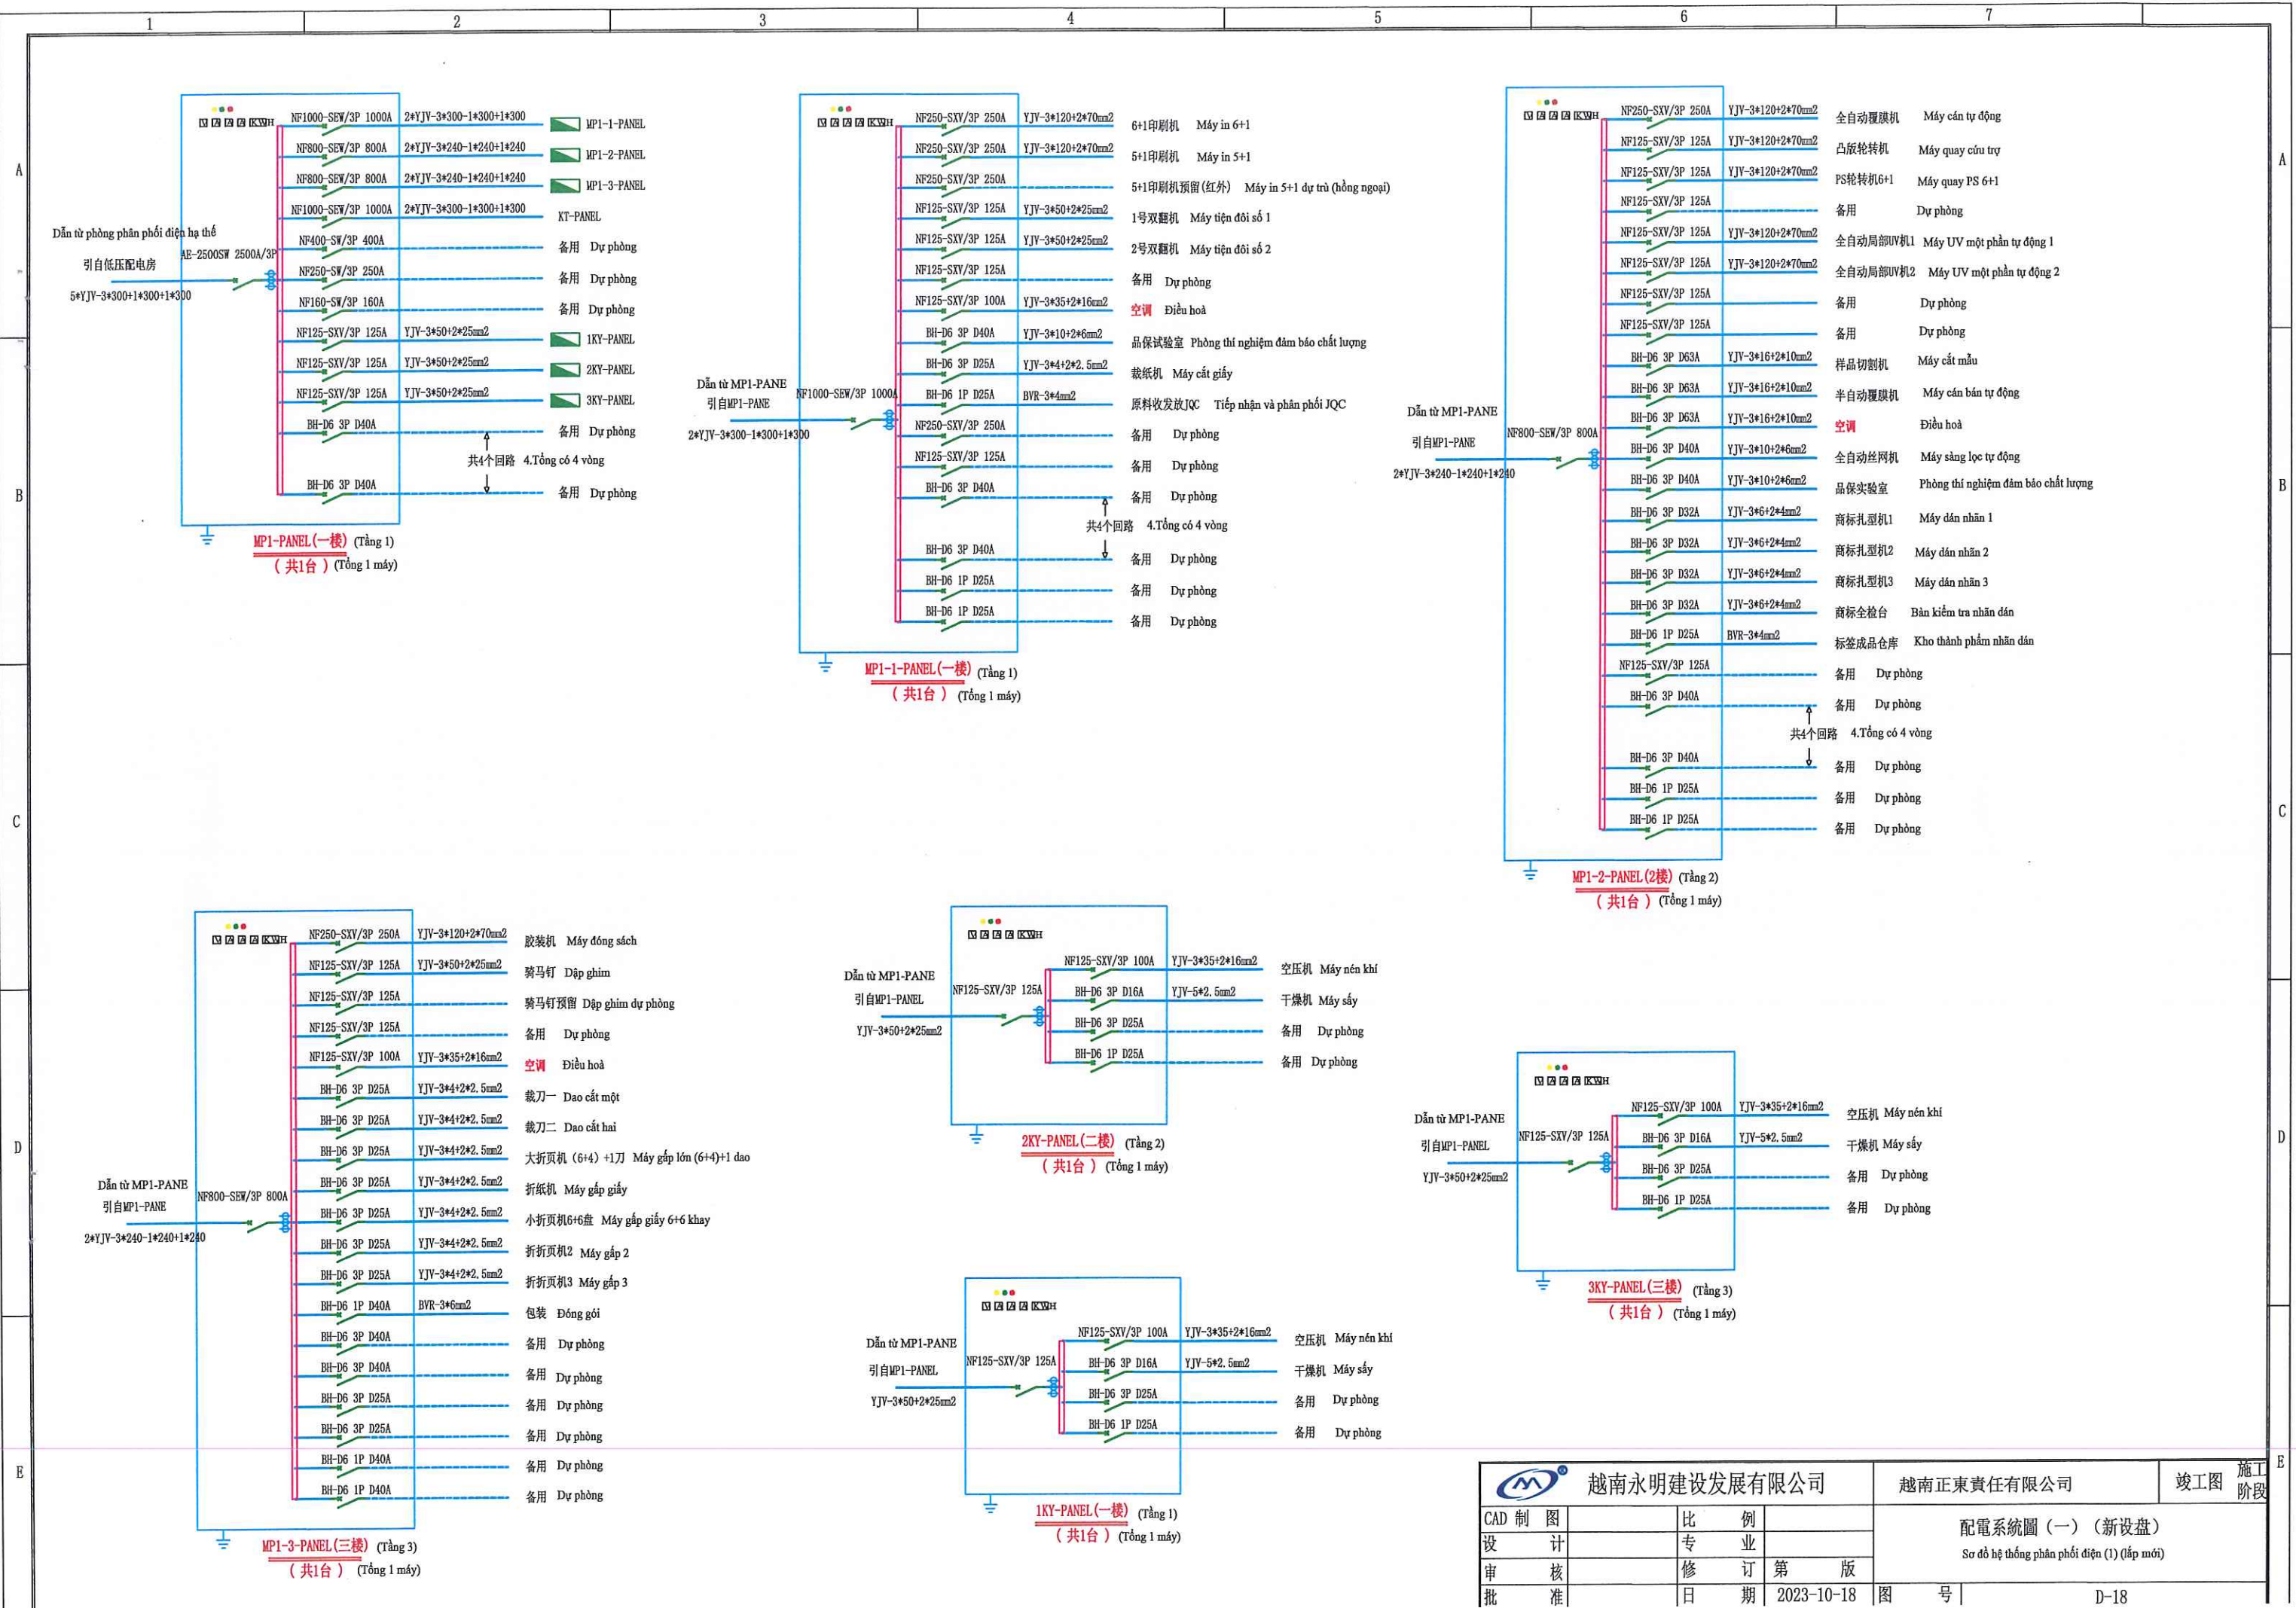 1 2 3 4 5 6 7
A
B
C
D
E
A
B
C
D
E
V A A A KWH
NF1000-SEW/3P 1000A 2*YJV-3*300-1*300+1*300 MP1-1-PANEL
NF800-SEW/3P 800A 2*YJV-3*240-1*240+1*240 MP1-2-PANEL
NF800-SEW/3P 800A 2*YJV-3*240-1*240+1*240 MP1-3-PANEL
NF1000-SEW/3P 1000A 2*YJV-3*300-1*300+1*300 KT-PANEL
NF400-SW/3P 400A 备用 Dự phòng
NF250-SW/3P 250A 备用 Dự phòng
NF160-SW/3P 160A 备用 Dự phòng
NF125-SXV/3P 125A YJV-3*50+2*25mm2 1KY-PANEL
NF125-SXV/3P 125A YJV-3*50+2*25mm2 2KY-PANEL
NF125-SXV/3P 125A YJV-3*50+2*25mm2 3KY-PANEL
BH-D6 3P D40A 备用 Dự phòng
共4个回路 4.Tổng có 4 vòng
BH-D6 3P D40A 备用 Dự phòng
Dẫn từ phòng phân phối điện hạ thế
引自低压配电房
AE-2500SW 2500A/3P
5*YJV-3*300+1*300+1*300
MP1-PANEL(一楼) (Tầng 1)
( 共1台 ) (Tổng 1 máy)
V A A A KWH
NF250-SXV/3P 250A YJV-3*120+2*70mm2 6+1印刷机 Máy in 6+1
NF250-SXV/3P 250A YJV-3*120+2*70mm2 5+1印刷机 Máy in 5+1
NF250-SXV/3P 250A 5+1印刷机预留(红外) Máy in 5+1 dự trù (hồng ngoại)
NF125-SXV/3P 125A YJV-3*50+2*25mm2 1号双翻机 Máy tiện đôi số 1
NF125-SXV/3P 125A YJV-3*50+2*25mm2 2号双翻机 Máy tiện đôi số 2
NF125-SXV/3P 125A 备用 Dự phòng
NF125-SXV/3P 100A YJV-3*35+2*16mm2 空调 Điều hoà
BH-D6 3P D40A YJV-3*10+2*6mm2 品保试验室 Phòng thí nghiệm đảm bảo chất lượng
BH-D6 3P D25A YJV-3*4+2*2.5mm2 裁纸机 Máy cắt giấy
BH-D6 1P D25A BVR-3*4mm2 原料收发放JQC Tiếp nhận và phân phối JQC
NF250-SXV/3P 250A 备用 Dự phòng
NF125-SXV/3P 125A 备用 Dự phòng
BH-D6 3P D40A 备用 Dự phòng
共4个回路 4.Tổng có 4 vòng
BH-D6 3P D40A 备用 Dự phòng
BH-D6 1P D25A 备用 Dự phòng
BH-D6 1P D25A 备用 Dự phòng
Dẫn từ MP1-PANE
引自MP1-PANE
NF1000-SEW/3P 1000A
2*YJV-3*300-1*300+1*300
MP1-1-PANEL(一楼) (Tầng 1)
( 共1台 ) (Tổng 1 máy)
V A A A KWH
NF250-SXV/3P 250A YJV-3*120+2*70mm2 全自动覆膜机 Máy cán tự động
NF125-SXV/3P 125A YJV-3*120+2*70mm2 凸版轮转机 Máy quay cứu trợ
NF125-SXV/3P 125A YJV-3*120+2*70mm2 PS轮转机6+1 Máy quay PS 6+1
NF125-SXV/3P 125A 备用 Dự phòng
NF125-SXV/3P 125A YJV-3*120+2*70mm2 全自动局部UV机1 Máy UV một phần tự động 1
NF125-SXV/3P 125A YJV-3*120+2*70mm2 全自动局部UV机2 Máy UV một phần tự động 2
NF125-SXV/3P 125A 备用 Dự phòng
NF125-SXV/3P 125A 备用 Dự phòng
BH-D6 3P D63A YJV-3*16+2*10mm2 样品切割机 Máy cắt mẫu
BH-D6 3P D63A YJV-3*16+2*10mm2 半自动覆膜机 Máy cán bán tự động
BH-D6 3P D63A YJV-3*16+2*10mm2 空调 Điều hoà
BH-D6 3P D40A YJV-3*10+2*6mm2 全自动丝网机 Máy sàng lọc tự động
BH-D6 3P D40A YJV-3*10+2*6mm2 品保实验室 Phòng thí nghiệm đảm bảo chất lượng
BH-D6 3P D32A YJV-3*6+2*4mm2 商标扎型机1 Máy dán nhãn 1
BH-D6 3P D32A YJV-3*6+2*4mm2 商标扎型机2 Máy dán nhãn 2
BH-D6 3P D32A YJV-3*6+2*4mm2 商标扎型机3 Máy dán nhãn 3
BH-D6 3P D32A YJV-3*6+2*4mm2 商标全检台 Bàn kiểm tra nhãn dán
BH-D6 1P D25A BVR-3*4mm2 标签成品仓库 Kho thành phẩm nhãn dán
NF125-SXV/3P 125A 备用 Dự phòng
BH-D6 3P D40A 备用 Dự phòng
共4个回路 4.Tổng có 4 vòng
BH-D6 3P D40A 备用 Dự phòng
BH-D6 1P D25A 备用 Dự phòng
BH-D6 1P D25A 备用 Dự phòng
Dẫn từ MP1-PANE
引自MP1-PANE
NF800-SEW/3P 800A
2*YJV-3*240-1*240+1*240
MP1-2-PANEL(2楼) (Tầng 2)
( 共1台 ) (Tổng 1 máy)
V A A A KWH
NF250-SXV/3P 250A YJV-3*120+2*70mm2 胶装机 Máy đóng sách
NF125-SXV/3P 125A YJV-3*50+2*25mm2 骑马钉 Dập ghim
NF125-SXV/3P 125A 骑马钉预留 Dập ghim dự phòng
NF125-SXV/3P 125A 备用 Dự phòng
NF125-SXV/3P 100A YJV-3*35+2*16mm2 空调 Điều hoà
BH-D6 3P D25A YJV-3*4+2*2.5mm2 裁刀一 Dao cắt một
BH-D6 3P D25A YJV-3*4+2*2.5mm2 裁刀二 Dao cắt hai
BH-D6 3P D25A YJV-3*4+2*2.5mm2 大折页机（6+4）+1刀 Máy gấp lớn (6+4)+1 dao
BH-D6 3P D25A YJV-3*4+2*2.5mm2 折纸机 Máy gấp giấy
BH-D6 3P D25A YJV-3*4+2*2.5mm2 小折页机6+6盘 Máy gấp giấy 6+6 khay
BH-D6 3P D25A YJV-3*4+2*2.5mm2 折折页机2 Máy gấp 2
BH-D6 3P D25A YJV-3*4+2*2.5mm2 折折页机3 Máy gấp 3
BH-D6 1P D40A BVR-3*6mm2 包装 Đóng gói
BH-D6 3P D40A 备用 Dự phòng
BH-D6 3P D40A 备用 Dự phòng
BH-D6 3P D25A 备用 Dự phòng
BH-D6 3P D25A 备用 Dự phòng
BH-D6 1P D40A 备用 Dự phòng
BH-D6 1P D40A 备用 Dự phòng
Dẫn từ MP1-PANE
引自MP1-PANE
NF800-SEW/3P 800A
2*YJV-3*240-1*240+1*240
MP1-3-PANEL(三楼) (Tầng 3)
( 共1台 ) (Tổng 1 máy)
V A A A KWH
NF125-SXV/3P 100A YJV-3*35+2*16mm2 空压机 Máy nén khí
BH-D6 3P D16A YJV-5*2.5mm2 干燥机 Máy sấy
BH-D6 3P D25A 备用 Dự phòng
BH-D6 1P D25A 备用 Dự phòng
Dẫn từ MP1-PANE
引自MP1-PANEL
NF125-SXV/3P 125A
YJV-3*50+2*25mm2
2KY-PANEL(二楼) (Tầng 2)
( 共1台 ) (Tổng 1 máy)
V A A A KWH
NF125-SXV/3P 100A YJV-3*35+2*16mm2 空压机 Máy nén khí
BH-D6 3P D16A YJV-5*2.5mm2 干燥机 Máy sấy
BH-D6 3P D25A 备用 Dự phòng
BH-D6 1P D25A 备用 Dự phòng
Dẫn từ MP1-PANE
引自MP1-PANEL
NF125-SXV/3P 125A
YJV-3*50+2*25mm2
3KY-PANEL(三楼) (Tầng 3)
( 共1台 ) (Tổng 1 máy)
V A A A KWH
NF125-SXV/3P 100A YJV-3*35+2*16mm2 空压机 Máy nén khí
BH-D6 3P D16A YJV-5*2.5mm2 干燥机 Máy sấy
BH-D6 3P D25A 备用 Dự phòng
BH-D6 1P D25A 备用 Dự phòng
Dẫn từ MP1-PANE
引自MP1-PANEL
NF125-SXV/3P 125A
YJV-3*50+2*25mm2
1KY-PANEL(一楼) (Tầng 1)
( 共1台 ) (Tổng 1 máy)
越南永明建设发展有限公司 越南正東責任有限公司 竣工图 施工阶段
CAD 制 图 比 例
配電系統圖（一）（新设盘）
设 计 专 业
Sơ đồ hệ thống phân phối điện (1) (lắp mới)
审 核 修 订 第 版
批 准 日 期 2023-10-18 图 号 D-18